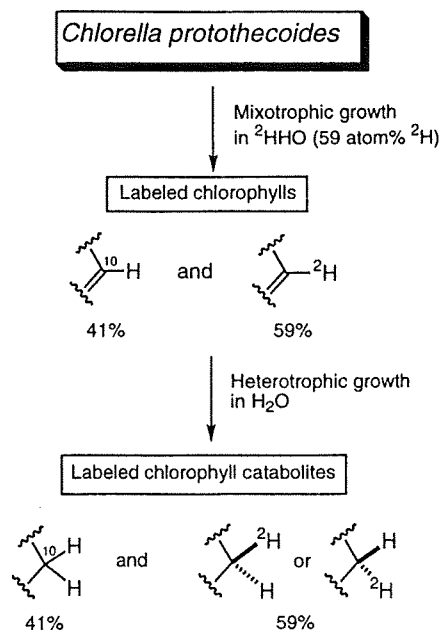 Chlorella protothecoides
Mixotrophic growth
in ²HHO (59 atom% ²H)
Labeled chlorophylls
10
H
and
²H
41%
59%
Heterotrophic growth
in H₂O
Labeled chlorophyll catabolites
10
H
H
and
²H
H
or
H
²H
41%
59%